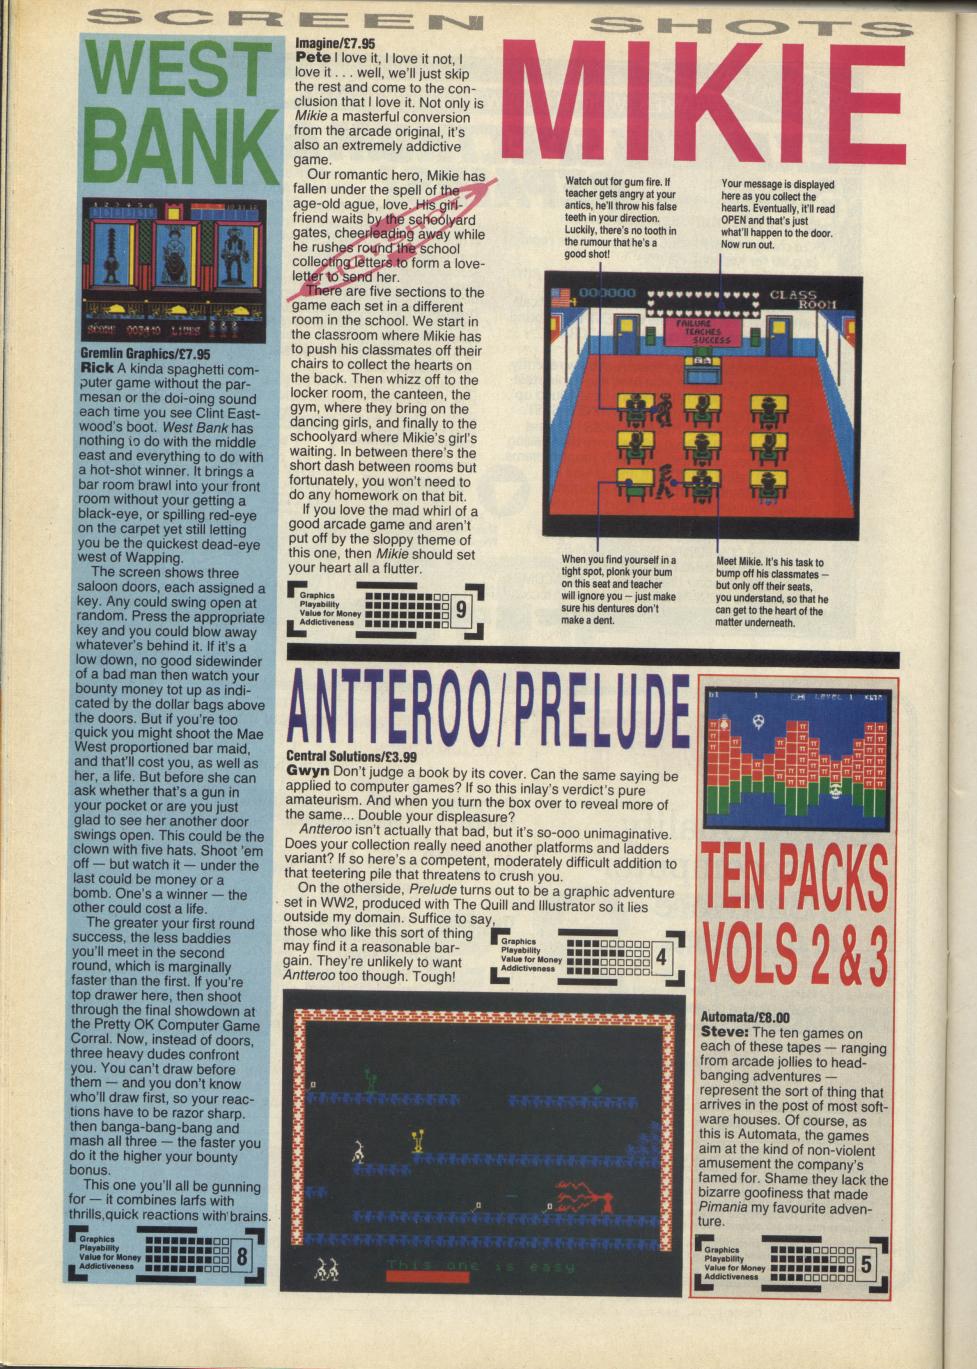 SCREEN SHOTS
WEST
BANK
SCORE 003440 LIVES
Gremlin Graphics/£7.95
Rick A kinda spaghetti com-
puter game without the par-
mesan or the doi-oing sound
each time you see Clint East-
wood's boot. West Bank has
nothing to do with the middle
east and everything to do with
a hot-shot winner. It brings a
bar room brawl into your front
room without your getting a
black-eye, or spilling red-eye
on the carpet yet still letting
you be the quickest dead-eye
west of Wapping.
The screen shows three
saloon doors, each assigned a
key. Any could swing open at
random. Press the appropriate
key and you could blow away
whatever's behind it. If it's a
low down, no good sidewinder
of a bad man then watch your
bounty money tot up as indi-
cated by the dollar bags above
the doors. But if you're too
quick you might shoot the Mae
West proportioned bar maid,
and that'll cost you, as well as
her, a life. But before she can
ask whether that's a gun in
your pocket or are you just
glad to see her another door
swings open. This could be the
clown with five hats. Shoot 'em
off — but watch it — under the
last could be money or a
bomb. One's a winner — the
other could cost a life.
The greater your first round
success, the less baddies
you'll meet in the second
round, which is marginally
faster than the first. If you're
top drawer here, then shoot
through the final showdown at
the Pretty OK Computer Game
Corral. Now, instead of doors,
three heavy dudes confront
you. You can't draw before
them — and you don't know
who'll draw first, so your reac-
tions have to be razor sharp.
then banga-bang-bang and
mash all three — the faster you
do it the higher your bounty
bonus.
This one you'll all be gunning
for — it combines larfs with
thrills,quick reactions with brains.
Graphics
Playability
Value for Money
Addictiveness
8
Imagine/£7.95
Pete I love it, I love it not, I
love it . . . well, we'll just skip
the rest and come to the con-
clusion that I love it. Not only is
Mikie a masterful conversion
from the arcade original, it's
also an extremely addictive
game.
Our romantic hero, Mikie has
fallen under the spell of the
age-old ague, love. His girl-
friend waits by the schoolyard
gates, cheerleading away while
he rushes round the school
collecting letters to form a love-
letter to send her.
There are five sections to the
game each set in a different
room in the school. We start in
the classroom where Mikie has
to push his classmates off their
chairs to collect the hearts on
the back. Then whizz off to the
locker room, the canteen, the
gym, where they bring on the
dancing girls, and finally to the
schoolyard where Mikie's girl's
waiting. In between there's the
short dash between rooms but
fortunately, you won't need to
do any homework on that bit.
If you love the mad whirl of a
good arcade game and aren't
put off by the sloppy theme of
this one, then Mikie should set
your heart all a flutter.
Graphics
Playability
Value for Money
Addictiveness
9
MIKIE
Watch out for gum fire. If
teacher gets angry at your
antics, he'll throw his false
teeth in your direction.
Luckily, there's no tooth in
the rumour that he's a
good shot!
Your message is displayed
here as you collect the
hearts. Eventually, it'll read
OPEN and that's just
what'll happen to the door.
Now run out.
000000
CLASS
ROOM
FAILURE
TEACHES
SUCCESS
When you find yourself in a
tight spot, plonk your bum
on this seat and teacher
will ignore you — just make
sure his dentures don't
make a dent.
Meet Mikie. It's his task to
bump off his classmates —
but only off their seats,
you understand, so that he
can get to the heart of the
matter underneath.
ANTTEROO/PRELUDE
Central Solutions/£3.99
Gwyn Don't judge a book by its cover. Can the same saying be
applied to computer games? If so this inlay's verdict's pure
amateurism. And when you turn the box over to reveal more of
the same... Double your displeasure?
Antteroo isn't actually that bad, but it's so-ooo unimaginative.
Does your collection really need another platforms and ladders
variant? If so here's a competent, moderately difficult addition to
that teetering pile that threatens to crush you.
On the otherside, Prelude turns out to be a graphic adventure
set in WW2, produced with The Quill and Illustrator so it lies
outside my domain. Suffice to say,
those who like this sort of thing
may find it a reasonable bar-
gain. They're unlikely to want
Antteroo too though. Tough!
Graphics
Playability
Value for Money
Addictiveness
4
This one is easy
TEN PACKS
VOLS 2 & 3
Automata/£8.00
Steve: The ten games on
each of these tapes — ranging
from arcade jollies to head-
banging adventures —
represent the sort of thing that
arrives in the post of most soft-
ware houses. Of course, as
this is Automata, the games
aim at the kind of non-violent
amusement the company's
famed for. Shame they lack the
bizarre goofiness that made
Pimania my favourite adven-
ture.
Graphics
Playability
Value for Money
Addictiveness
5